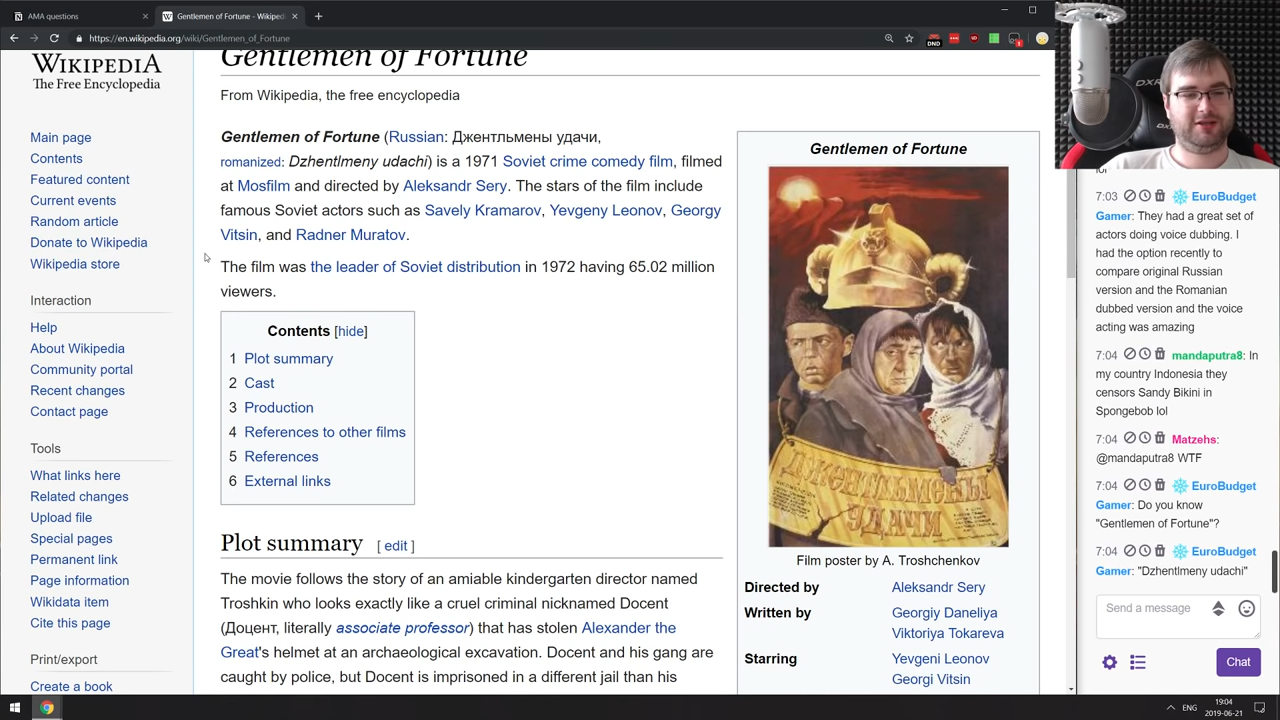 AMA questions
Gentlemen of Fortune - Wikiped
https://en.wikipedia.org/wiki/Gentlemen_of_Fortune
DND
WIKIPEDIA
The Free Encyclopedia
Main page
Contents
Featured content
Current events
Random article
Donate to Wikipedia
Wikipedia store
Interaction
Help
About Wikipedia
Community portal
Recent changes
Contact page
Tools
What links here
Related changes
Upload file
Special pages
Permanent link
Page information
Wikidata item
Cite this page
Print/export
Create a book
Gentlemen of Fortune
From Wikipedia, the free encyclopedia
Gentlemen of Fortune (Russian: Джентльмены удачи,
romanized: Dzhentlmeny udachi) is a 1971 Soviet crime comedy film, filmed
at Mosfilm and directed by Aleksandr Sery. The stars of the film include
famous Soviet actors such as Savely Kramarov, Yevgeny Leonov, Georgy
Vitsin, and Radner Muratov.
The film was the leader of Soviet distribution in 1972 having 65.02 million
viewers.
Contents [hide]
1 Plot summary
2 Cast
3 Production
4 References to other films
5 References
6 External links
Plot summary [ edit ]
The movie follows the story of an amiable kindergarten director named
Troshkin who looks exactly like a cruel criminal nicknamed Docent
(Доцент, literally associate professor) that has stolen Alexander the
Great's helmet at an archaeological excavation. Docent and his gang are
caught by police, but Docent is imprisoned in a different jail than his
Gentlemen of Fortune
ДЖЕНТЛЬМЕНЫ
УДАЧИ
Film poster by A. Troshchenkov
Directed by Aleksandr Sery
Written by Georgiy Daneliya
Viktoriya Tokareva
Starring Yevgeni Leonov
Georgi Vitsin
DXR
lol
7:03 EuroBudget
Gamer: They had a great set of
actors doing voice dubbing. I
had the option recently to
compare original Russian
version and the Romanian
dubbed version and the voice
acting was amazing
7:04 mandaputra8: In
my country Indonesia they
censors Sandy Bikini in
Spongebob lol
7:04 Matzehs:
@mandaputra8 WTF
7:04 EuroBudget
Gamer: Do you know
"Gentlemen of Fortune"?
7:04 EuroBudget
Gamer: "Dzhentlmeny udachi"
Send a message
Chat
ENG
19:04
2019-06-21